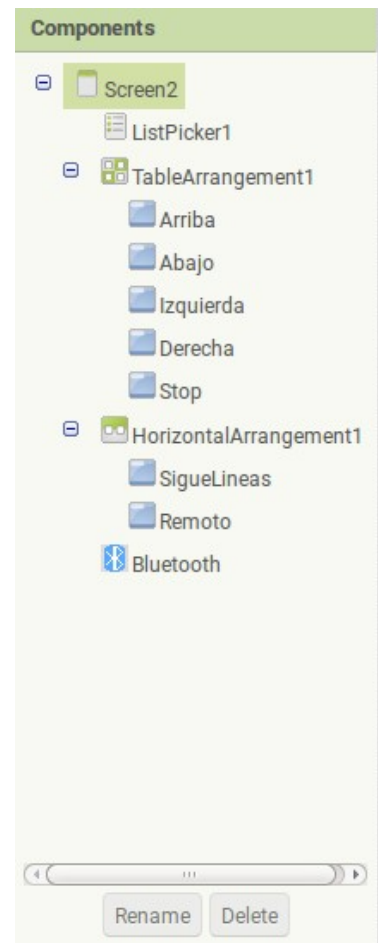 Components
Screen2
ListPicker1
TableArrangement1
Arriba
Abajo
Izquierda
Derecha
Stop
HorizontalArrangement1
SigueLineas
Remoto
Bluetooth
Rename Delete